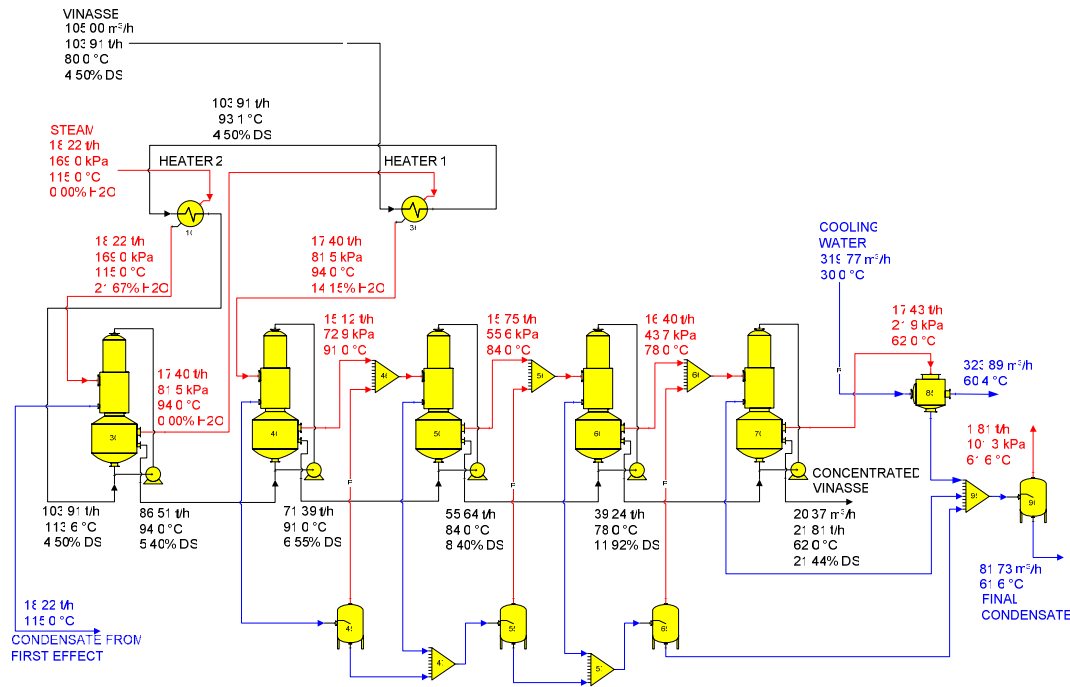 VINASSE
105 00 m³/h
103 91 t/h
80 0 °C
4 50% DS
103 91 t/h
93 1 °C
4 50% DS
STEAM
18 22 t/h
169 0 kPa
115 0 °C
0 00% H2O
HEATER 2
HEATER 1
18 22 t/h
169 0 kPa
115 0 °C
21 67% H2O
17 40 t/h
81 5 kPa
94 0 °C
14 15% H2O
COOLING
WATER
319 77 m³/h
30 0 °C
15 12 t/h
72 9 kPa
91 0 °C
15 75 t/h
55 6 kPa
84 0 °C
16 40 t/h
43 7 kPa
78 0 °C
17 43 t/h
21 9 kPa
62 0 °C
323 89 m³/h
60 4 °C
17 40 t/h
81 5 kPa
94 0 °C
0 00% H2O
1 81 t/h
101 3 kPa
61 6 °C
CONCENTRATED
VINASSE
103 91 t/h
113 6 °C
4 50% DS
86 51 t/h
94 0 °C
5 40% DS
71 39 t/h
91 0 °C
6 55% DS
55 64 t/h
84 0 °C
8 40% DS
39 24 t/h
78 0 °C
11 92% DS
20 37 m³/h
21 81 t/h
62 0 °C
21 44% DS
81 73 m³/h
61 6 °C
FINAL
CONDENSATE
18 22 t/h
115 0 °C
CONDENSATE FROM
FIRST EFFECT